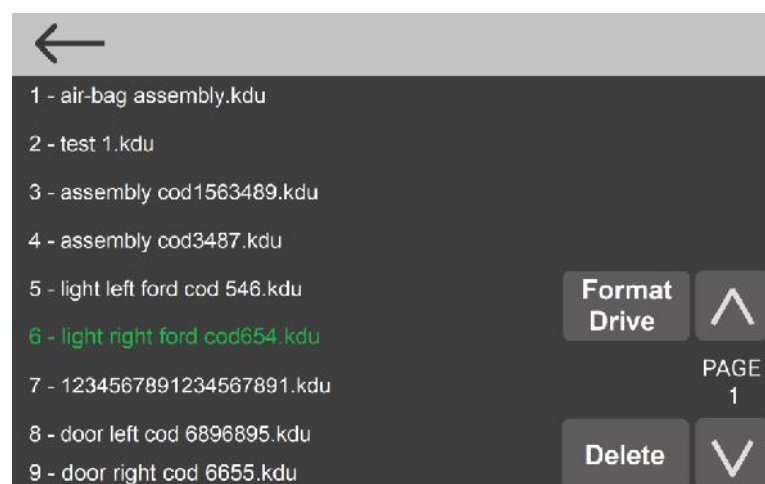 1 - air-bag assembly.kdu
2 - test 1.kdu
3 - assembly cod1563489.kdu
4 - assembly cod3487.kdu
5 - light left ford cod 546.kdu
6 - light right ford cod654.kdu
7 - 1234567891234567891.kdu
8 - door left cod 6896895.kdu
9 - door right cod 6655.kdu
Format
Drive
PAGE
1
Delete